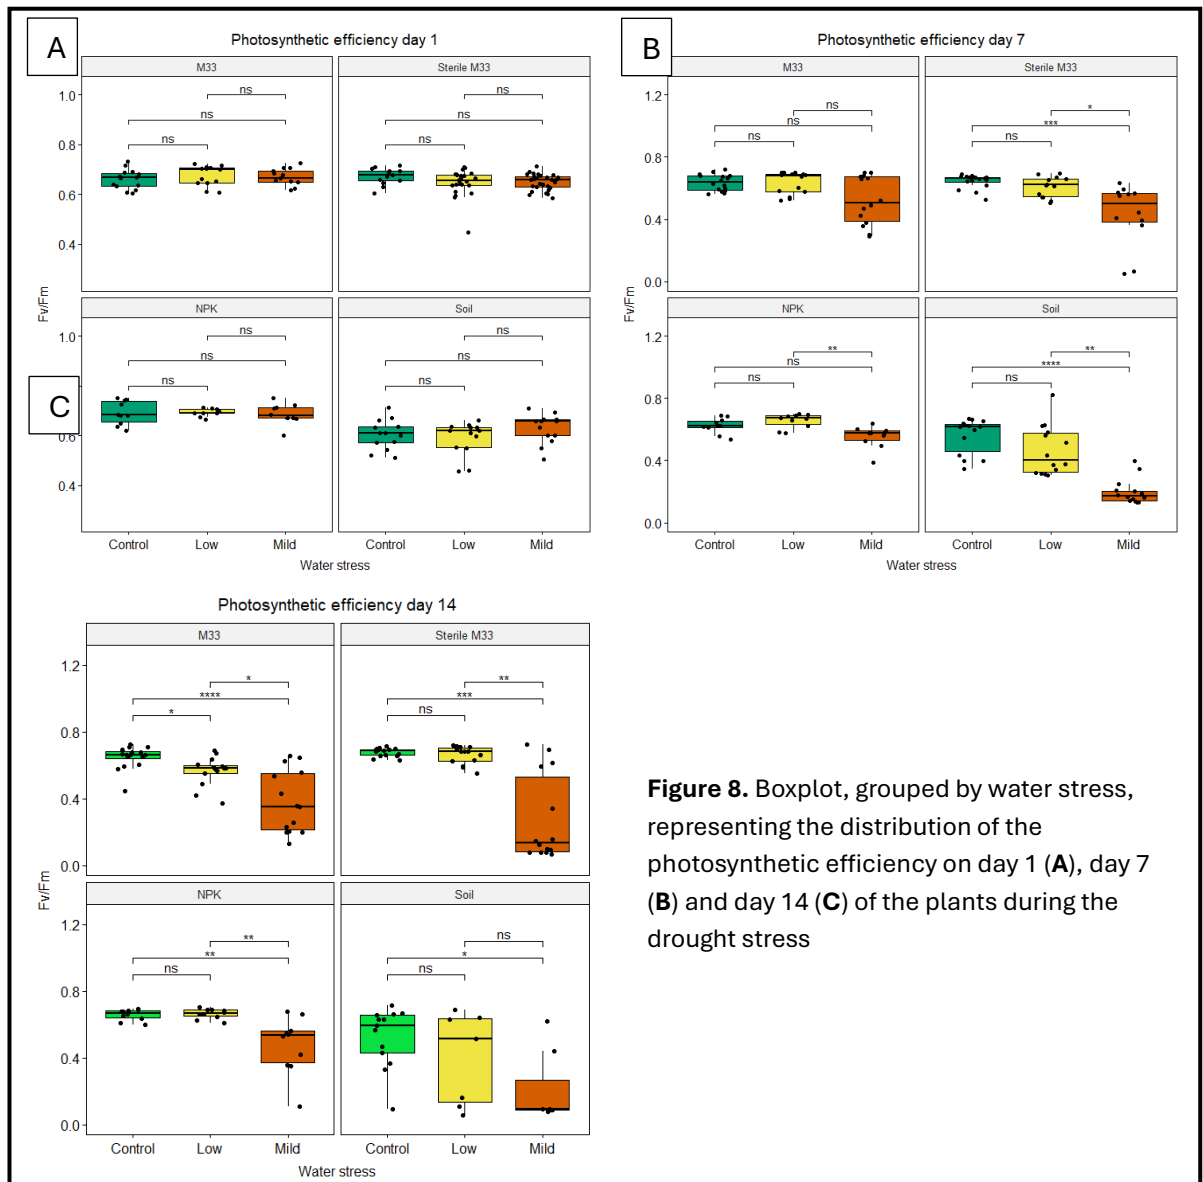 A
Photosynthetic efficiency day 1
M33
Sterile M33
1.0
0.8
0.6
0.4
ns
ns
ns
ns
ns
ns
Fv/Fm
NPK
Soil
1.0
0.6
0.4
ns
ns
ns
ns
ns
ns
Control
Low
Mild
Control
Low
Mild
Water stress
B
Photosynthetic efficiency day 7
M33
Sterile M33
1.2
0.8
0.4
0.0
ns
ns
ns
*
***
ns
Fv/Fm
NPK
Soil
1.2
0.8
0.4
0.0
**
ns
ns
**
****
ns
Control
Low
Mild
Control
Low
Mild
Water stress
C
Photosynthetic efficiency day 14
M33
Sterile M33
1.2
0.8
0.4
0.0
*
****
*
**
***
ns
Fv/Fm
NPK
Soil
1.2
0.8
0.4
0.0
**
**
ns
ns
*
ns
Control
Low
Mild
Control
Low
Mild
Water stress
Figure 8. Boxplot, grouped by water stress,
representing the distribution of the
photosynthetic efficiency on day 1 (A), day 7
(B) and day 14 (C) of the plants during the
drought stress